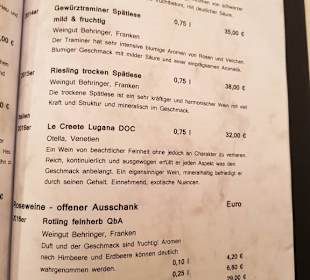 Gewürztraminer Spätlese
mild & fruchtig 0,75 l 35,00 €
Weingut Behringer, Franken
Der Traminer hat sehr intensive blumige Aromen von Rosen und Veilchen.
Blumiger Geschmack mit milder Säure und einer einzigartigen Aromatik.
2015er Riesling trocken Spätlese 0,75 l 38,00 €
Weingut Behringer, Franken
Die trockene Spätlese ist ein sehr kräftiger und harmonischer Wein mit viel
Kraft und Struktur und mineralisch im Geschmack.
Italien
2016er Le Creete Lugana DOC 0,75 l 32,00 €
Otella, Venetien
Ein Wein von beachtlicher Feinheit ohne jedoch an Charakter zu verlieren.
Reich, kontinuierlich und ausgewogen erfüllt er jeden Aspekt was den
Geschmack anbelangt. Ein eigensinniger Wein, mineralhaltig befriedigt er
durch seinen Gehalt. Einnehmend, exotische Nuancen.
Roseweine - offener Ausschank Euro
Rotling feinherb QbA
Weingut Behringer, Franken
Duft und der Geschmack sind fruchtig! Aromen
nach Himbeere und Erdbeere können deutlich 0,10 l 4,20 €
wahrgenommen werden. 0,25 l 6,80 €